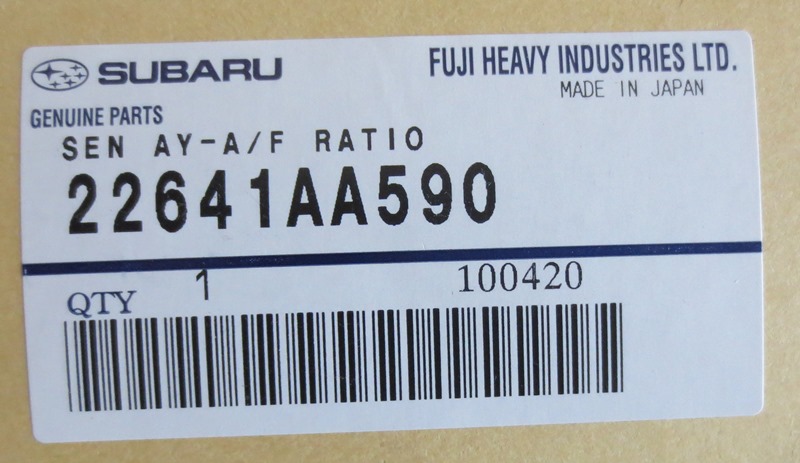 SUBARU
FUJI HEAVY INDUSTRIES LTD.
MADE IN JAPAN
GENUINE PARTS
SEN AY-A/F RATIO
22641AA590
QTY 1 100420